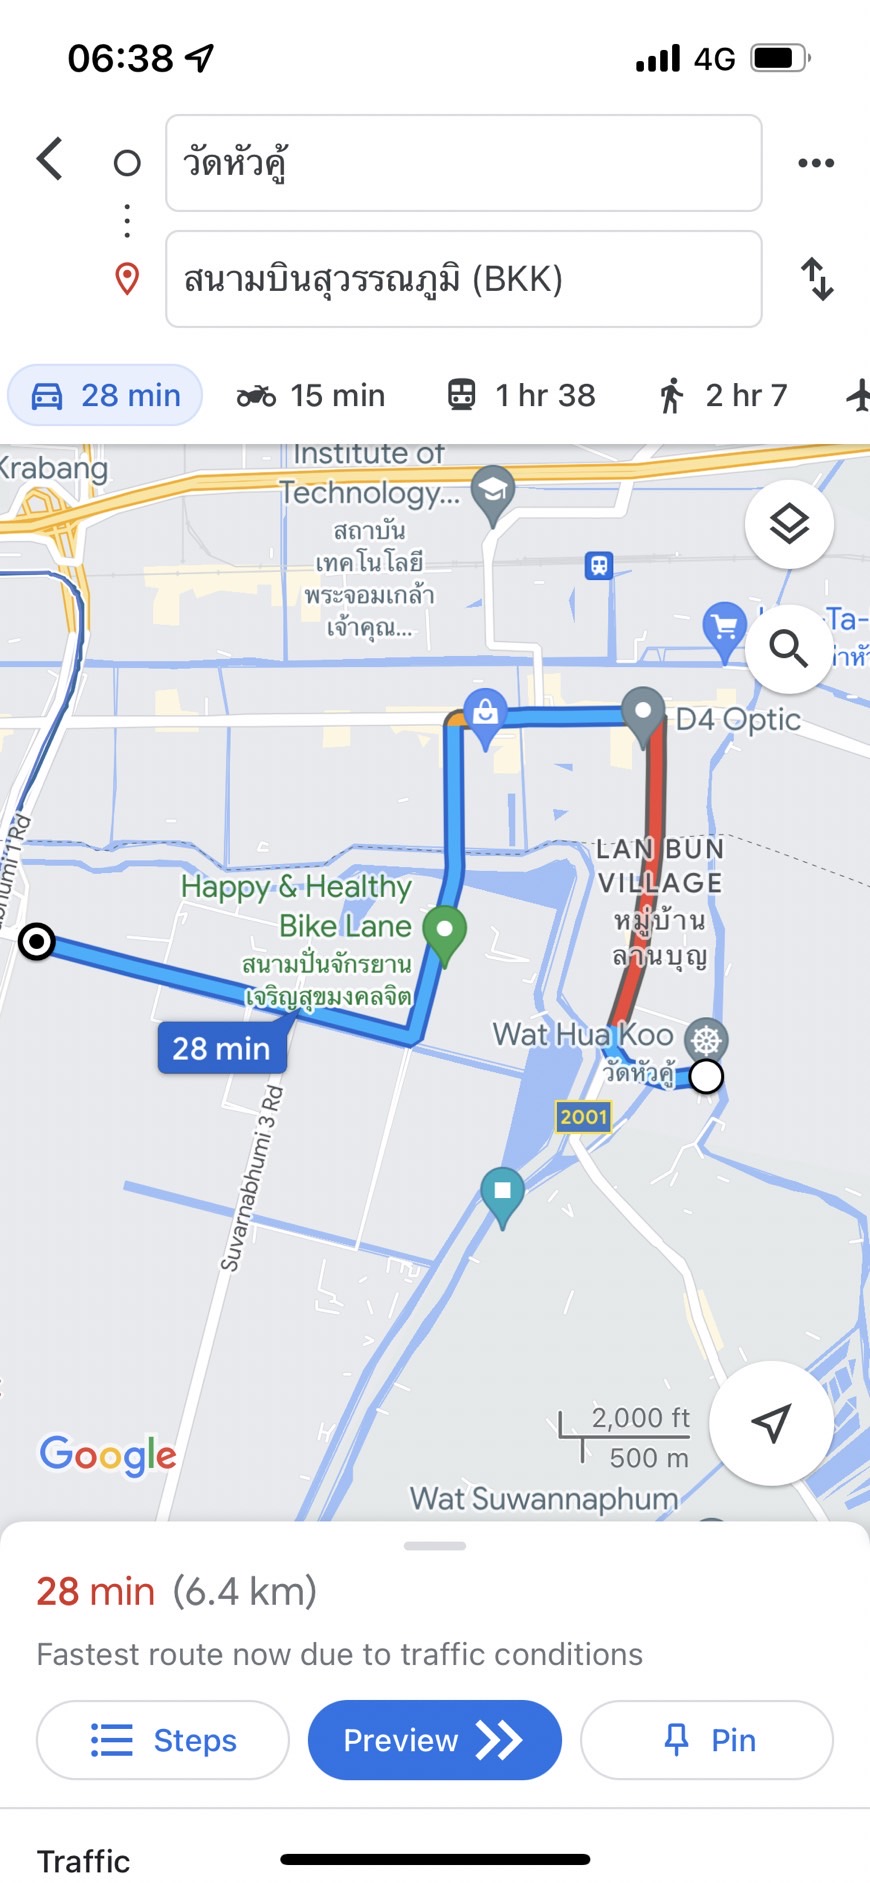 06:38
4G
วัดหัวคู้
สนามบินสุวรรณภูมิ (BKK)
28 min
15 min
1 hr 38
2 hr 7
Krabang
Institute of
Technology...
สถาบัน
เทคโนโลยี
พระจอมเกล้า
เจ้าคุณ...
Ta-
D4 Optic
LAN BUN
VILLAGE
หมู่บ้าน
ลานบุญ
Happy & Healthy
Bike Lane
สนามปั่นจักรยาน
เจริญสุขมงคลจิต
28 min
Wat Hua Koo
วัดหัวคู้
2001
Suvarnabhumi 3 Rd
2,000 ft
500 m
Google
Wat Suwannaphum
28 min (6.4 km)
Fastest route now due to traffic conditions
Steps
Preview
Pin
Traffic